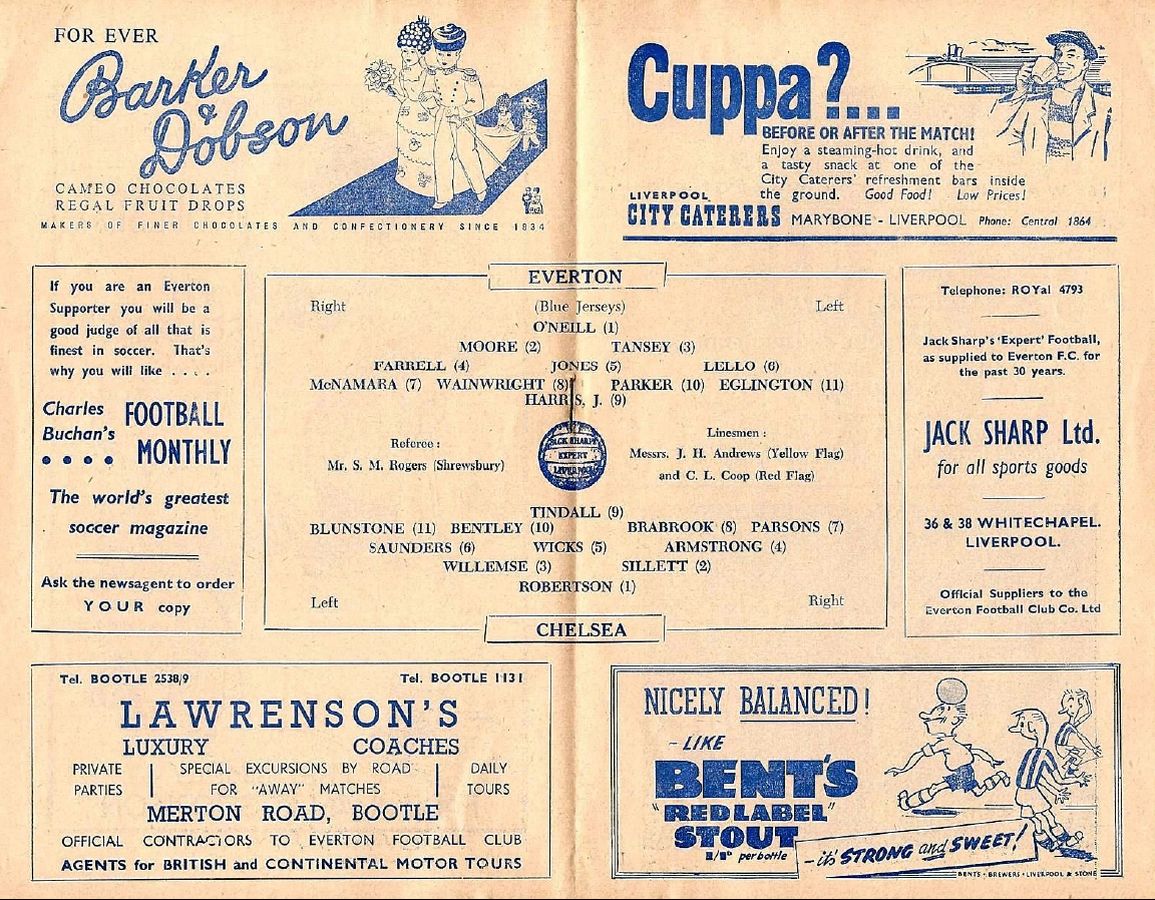 FOR EVER
Barker
&
Dobson
CAMEO CHOCOLATES
REGAL FRUIT DROPS
MAKERS OF FINER CHOCOLATES AND CONFECTIONERY SINCE 1834
Cuppa?...
BEFORE OR AFTER THE MATCH!
Enjoy a steaming-hot drink, and
a tasty snack at one of the
City Caterers' refreshment bars inside
the ground. Good Food! Low Prices!
LIVERPOOL
CITY CATERERS MARYBONE - LIVERPOOL Phone: Central 1864
If you are an Everton
Supporter you will be a
good judge of all that is
finest in soccer. That's
why you will like . . . .
Charles
Buchan's
FOOTBALL
MONTHLY
The world's greatest
soccer magazine
Ask the newsagent to order
YOUR copy
EVERTON
Right (Blue Jerseys) Left
O'NEILL (1)
MOORE (2) TANSEY (3)
FARRELL (4) JONES (5) LELLO (6)
McNAMARA (7) WAINWRIGHT (8) PARKER (10) EGLINGTON (11)
HARRIS, J. (9)
Referee :
Mr. S. M. Rogers (Shrewsbury)
JACK SHARP'S
EXPERT
LIVERPOOL
Linesmen :
Messrs. J. H. Andrews (Yellow Flag)
and C. L. Coop (Red Flag)
TINDALL (9)
BLUNSTONE (11) BENTLEY (10) BRABROOK (8) PARSONS (7)
SAUNDERS (6) WICKS (5) ARMSTRONG (4)
WILLEMSE (3) SILLETT (2)
ROBERTSON (1)
Left Right
CHELSEA
Telephone: ROYal 4793
Jack Sharp's 'Expert' Football,
as supplied to Everton F.C. for
the past 30 years.
JACK SHARP Ltd.
for all sports goods
36 & 38 WHITECHAPEL.
LIVERPOOL.
Official Suppliers to the
Everton Football Club Co. Ltd
Tel. BOOTLE 2538/9 Tel. BOOTLE 1131
LAWRENSON'S
LUXURY COACHES
PRIVATE PARTIES
SPECIAL EXCURSIONS BY ROAD
FOR "AWAY" MATCHES
DAILY TOURS
MERTON ROAD, BOOTLE
OFFICIAL CONTRACTORS TO EVERTON FOOTBALL CLUB
AGENTS for BRITISH and CONTINENTAL MOTOR TOURS
NICELY BALANCED!
- LIKE
BENT'S
"RED LABEL"
STOUT
per bottle
- it's STRONG and SWEET!
BENTS · BREWERS · LIVERPOOL & STONE